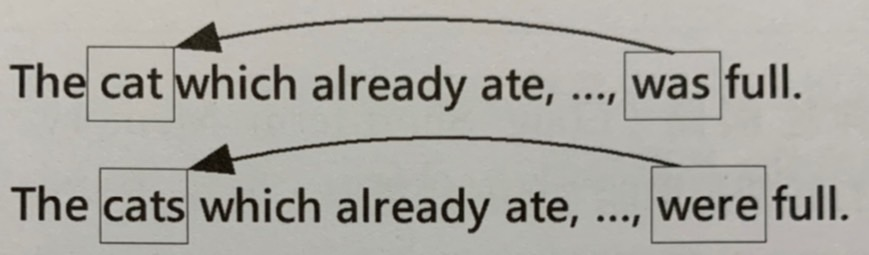 The cat which already ate, ..., was full.
The cats which already ate, ..., were full.